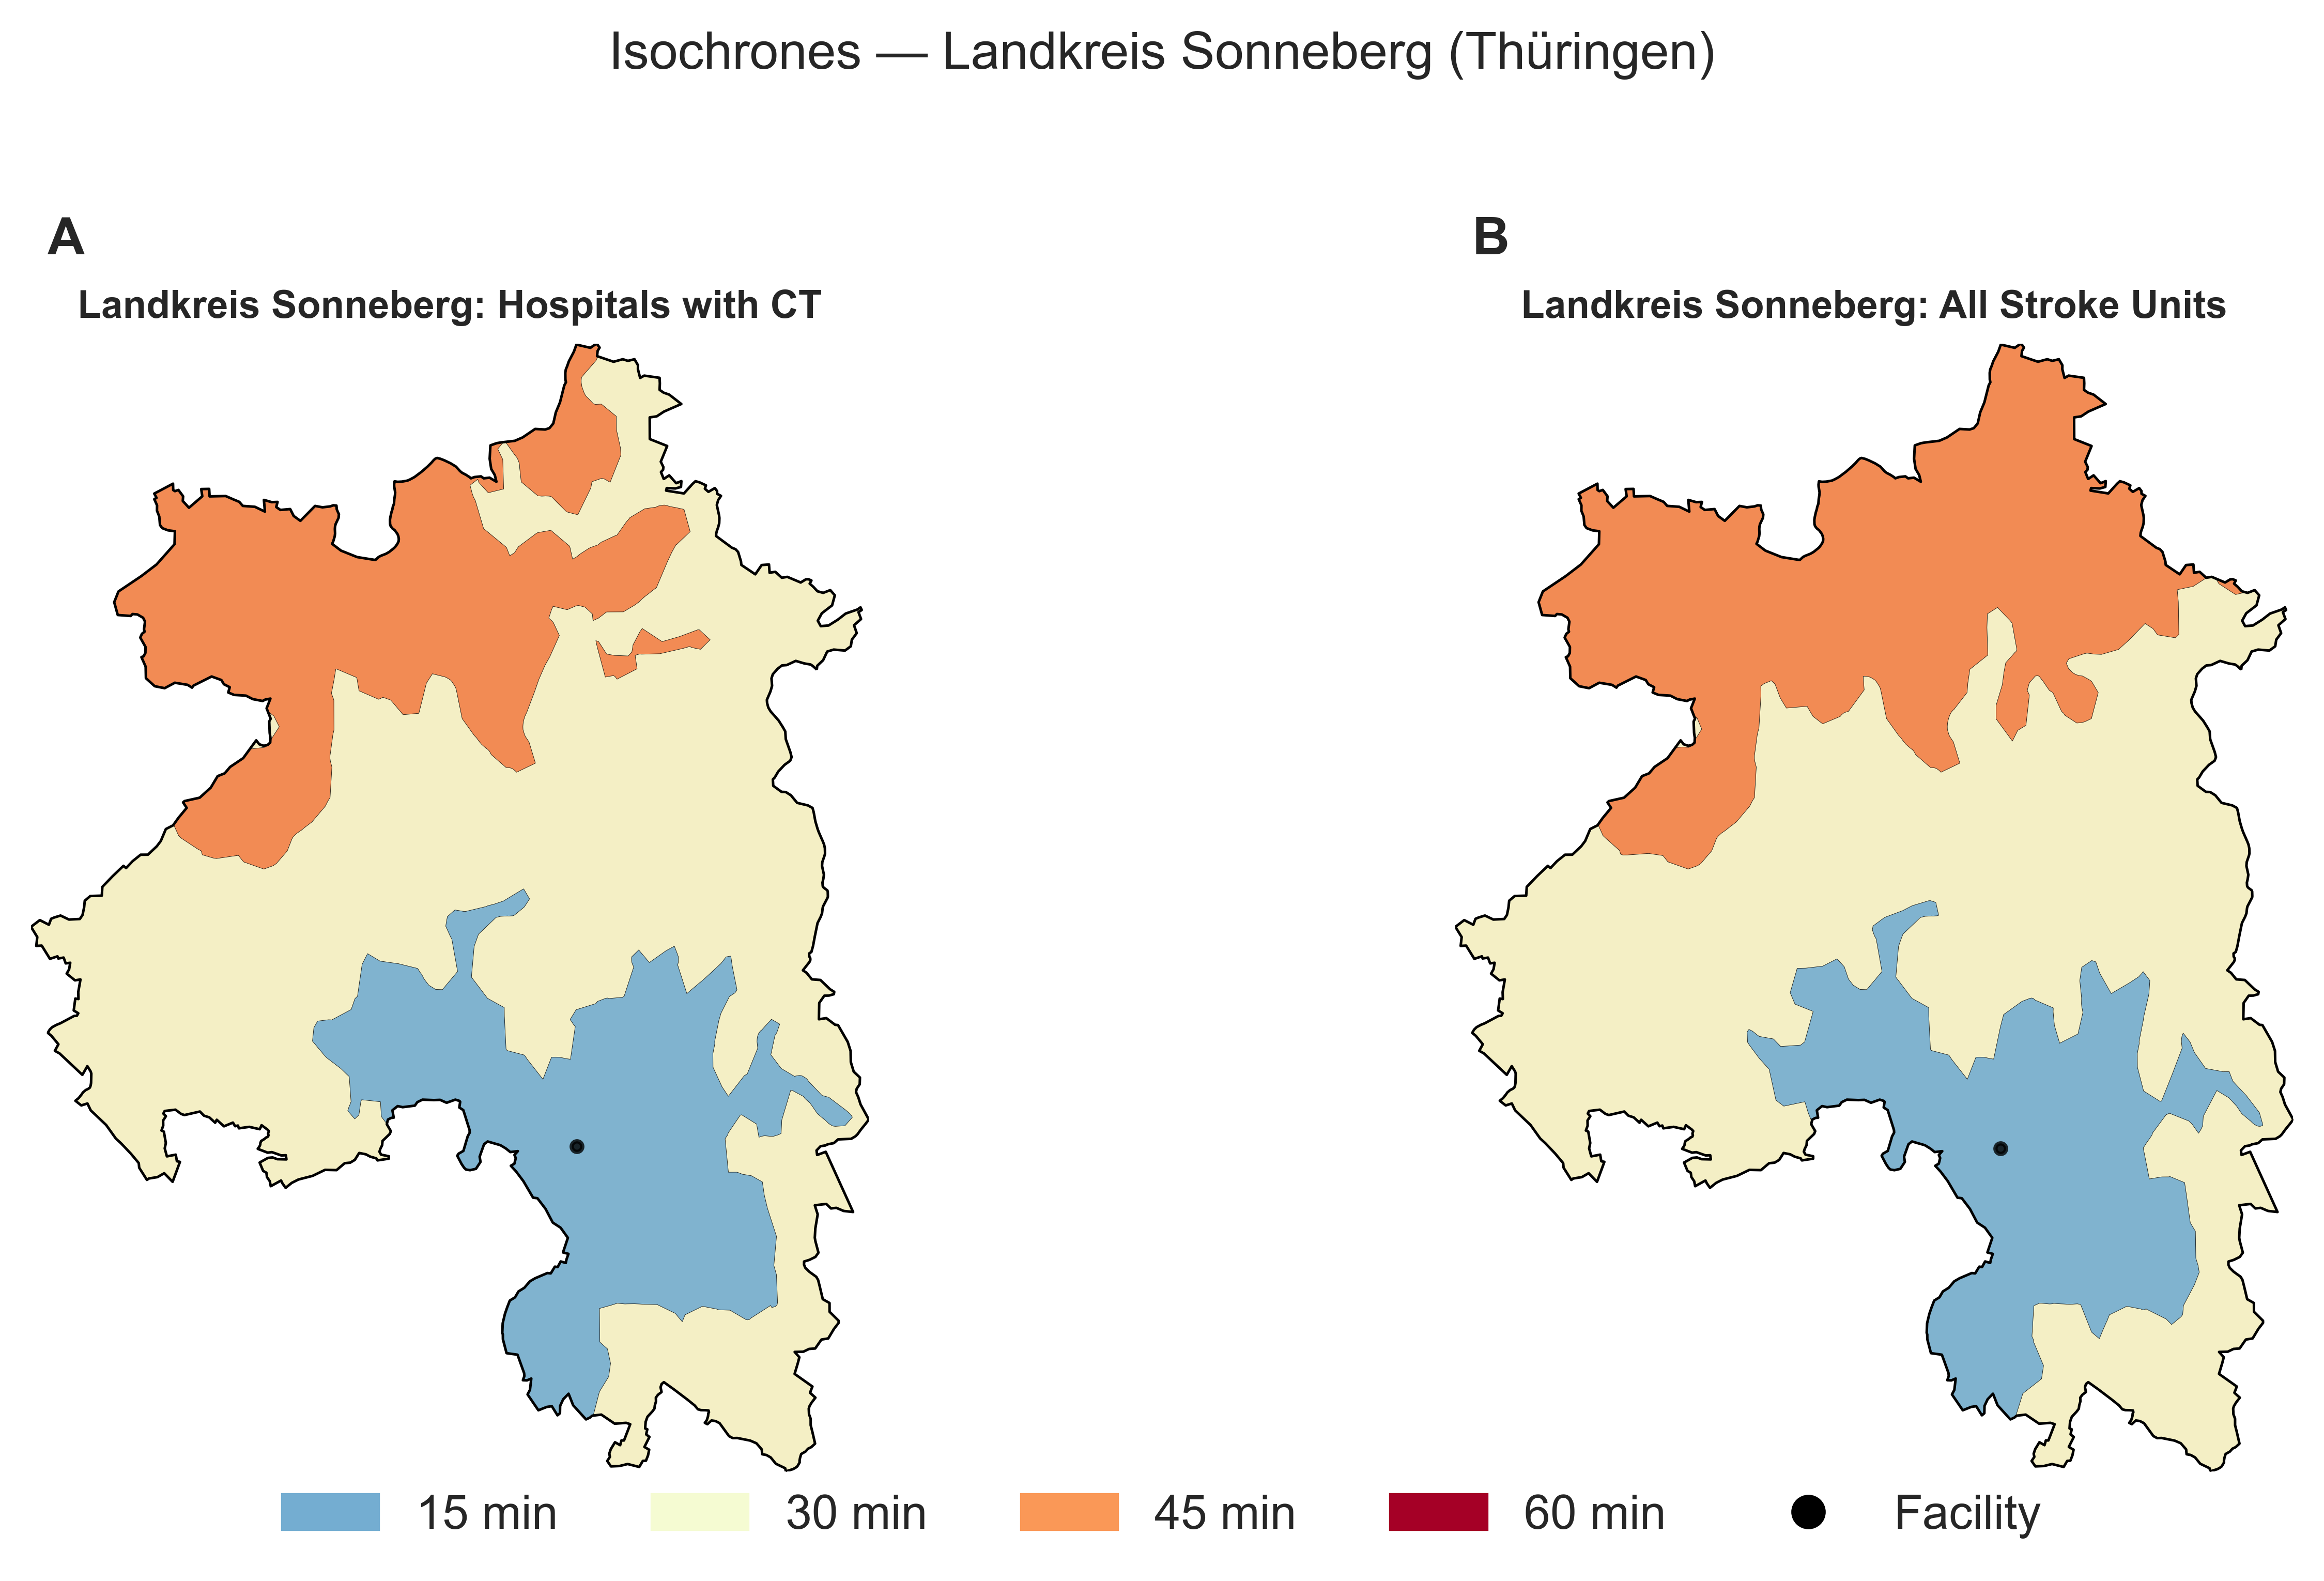 Isochrones — Landkreis Sonneberg (Thüringen)
A
Landkreis Sonneberg: Hospitals with CT
B
Landkreis Sonneberg: All Stroke Units
15 min
30 min
45 min
60 min
Facility